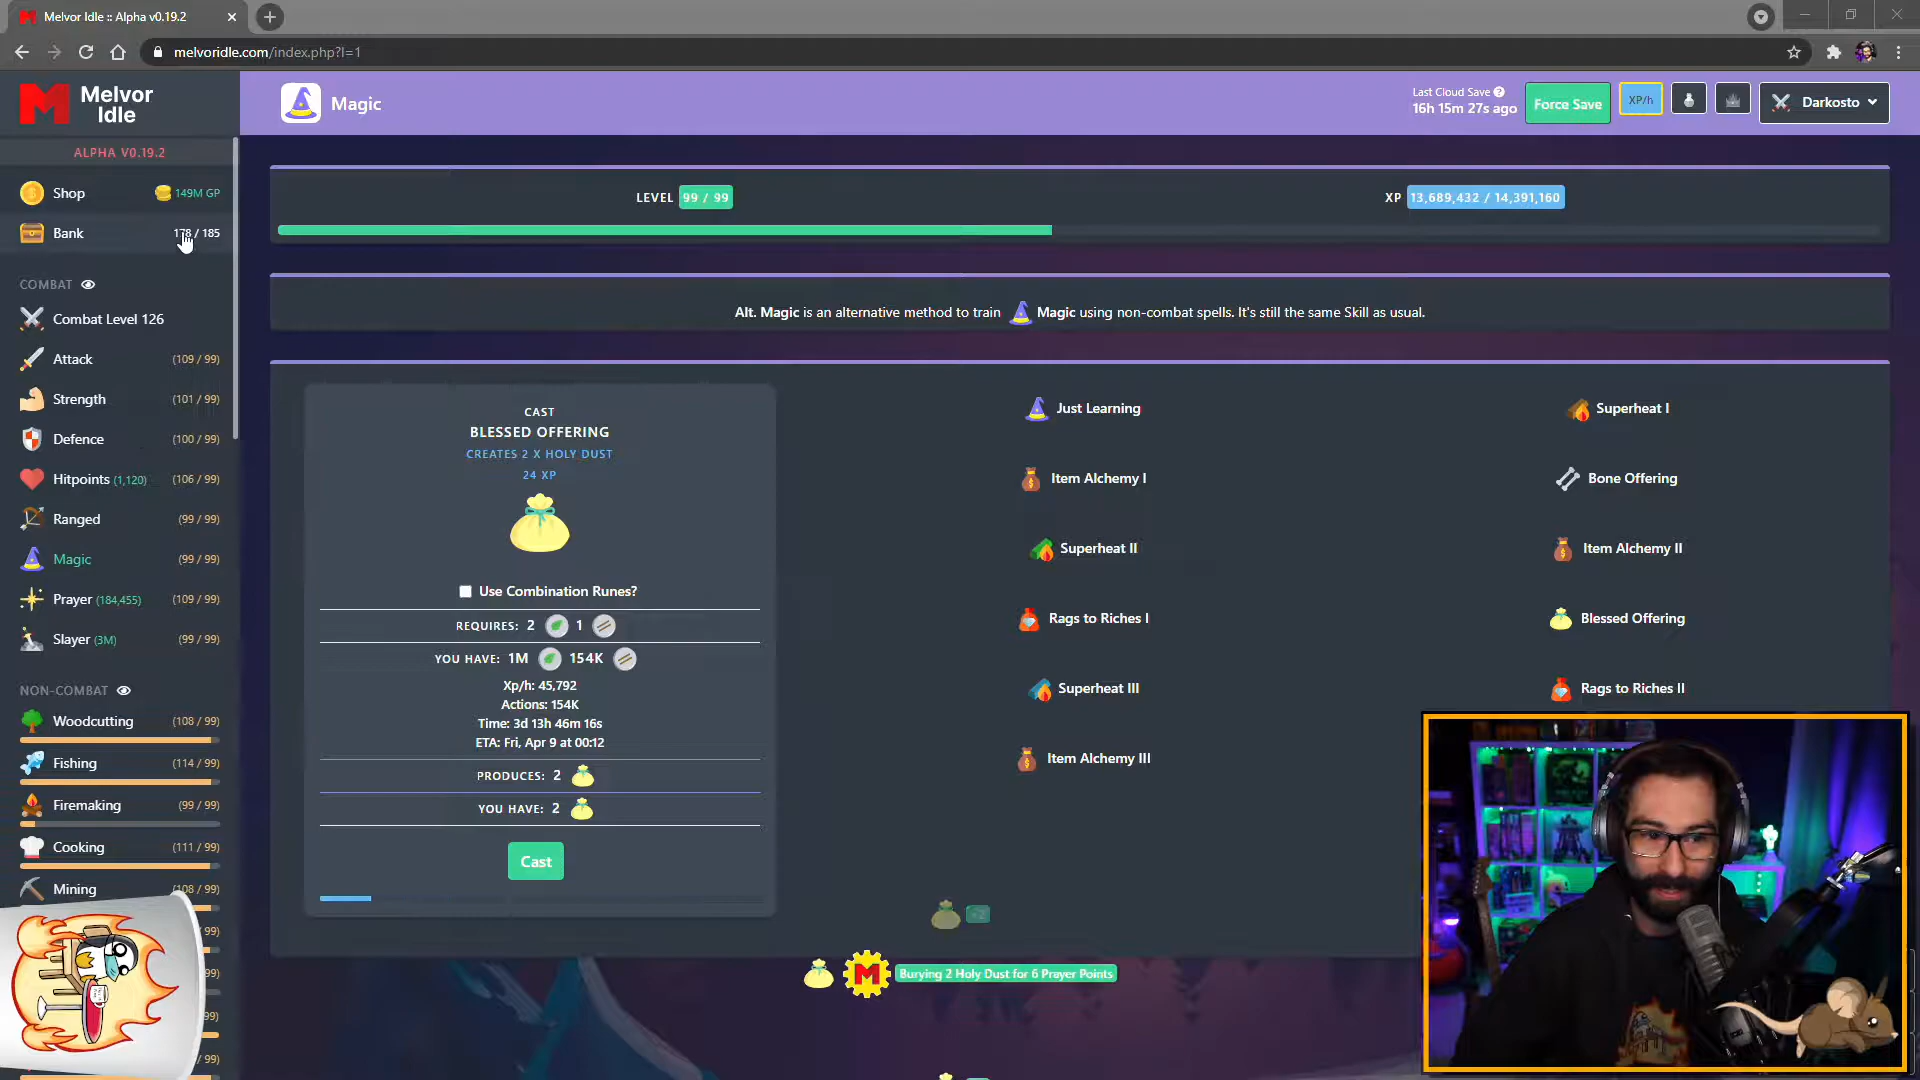 Melvor Idle :: Alpha v0.19.2
melvoridle.com/index.php?l=1
Melvor Idle
Magic
Last Cloud Save
16h 15m 27s ago
Force Save
XP/h
Darkosto
ALPHA V0.19.2
Shop 149M GP
Bank 178 / 185
COMBAT
Combat Level 126
Attack (109 / 99)
Strength (101 / 99)
Defence (100 / 99)
Hitpoints (1,120) (106 / 99)
Ranged (99 / 99)
Magic (99 / 99)
Prayer (184,455) (109 / 99)
Slayer (3M) (99 / 99)
NON-COMBAT
Woodcutting (108 / 99)
Fishing (114 / 99)
Firemaking (99 / 99)
Cooking (111 / 99)
Mining (108 / 99)
99)
99)
99)
99)
LEVEL 99 / 99
XP 13,689,432 / 14,391,160
Alt. Magic is an alternative method to train Magic using non-combat spells. It's still the same Skill as usual.
CAST
BLESSED OFFERING
CREATES 2 X HOLY DUST
24 XP
Use Combination Runes?
REQUIRES: 2 1
YOU HAVE: 1M 154K
Xp/h: 45,792
Actions: 154K
Time: 3d 13h 46m 16s
ETA: Fri, Apr 9 at 00:12
PRODUCES: 2
YOU HAVE: 2
Cast
Just Learning
Superheat I
Item Alchemy I
Bone Offering
Superheat II
Item Alchemy II
Rags to Riches I
Blessed Offering
Superheat III
Rags to Riches II
Item Alchemy III
Burying 2 Holy Dust for 6 Prayer Points